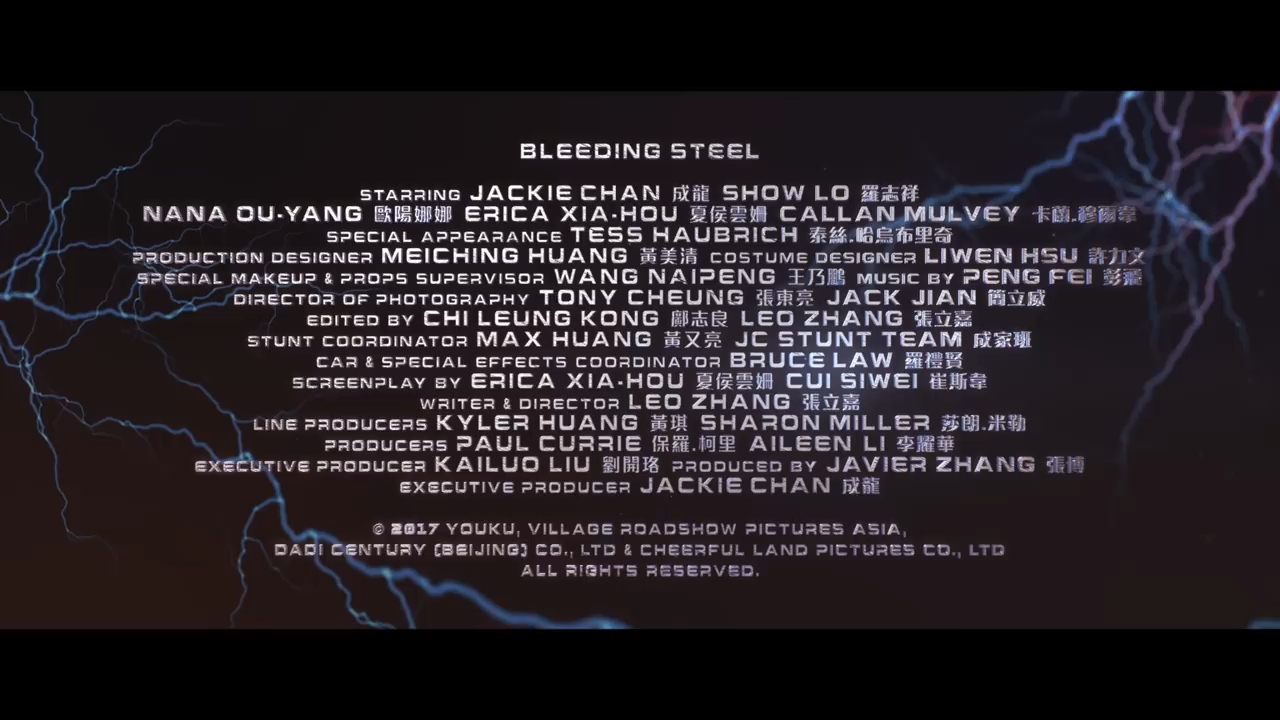 BLEEDING STEEL
STARRING JACKIE CHAN 成龍 SHOW LO 羅志祥
NANA OU-YANG 歐陽娜娜 ERICA XIA-HOU 夏侯雲姍 CALLAN MULVEY 卡蘭.穆爾韋
SPECIAL APPEARANCE TESS HAUBRICH 泰絲.哈烏布里奇
PRODUCTION DESIGNER MEICHING HUANG 黃美清 COSTUME DESIGNER LIWEN HSU 許力文
SPECIAL MAKEUP & PROPS SUPERVISOR WANG NAIPENG 王乃鵬 MUSIC BY PENG FEI 彭飛
DIRECTOR OF PHOTOGRAPHY TONY CHEUNG 張東亮 JACK JIAN 簡立威
EDITED BY CHI LEUNG KONG 鄺志良 LEO ZHANG 張立嘉
STUNT COORDINATOR MAX HUANG 黃又亮 JC STUNT TEAM 成家班
CAR & SPECIAL EFFECTS COORDINATOR BRUCE LAW 羅禮賢
SCREENPLAY BY ERICA XIA-HOU 夏侯雲姍 CUI SIWEI 崔斯韋
WRITER & DIRECTOR LEO ZHANG 張立嘉
LINE PRODUCERS KYLER HUANG 黃琪 SHARON MILLER 莎朗.米勒
PRODUCERS PAUL CURRIE 保羅.柯里 AILEEN LI 李耀華
EXECUTIVE PRODUCER KAILUO LIU 劉開珞 PRODUCED BY JAVIER ZHANG 張博
EXECUTIVE PRODUCER JACKIE CHAN 成龍
© 2017 YOUKU, VILLAGE ROADSHOW PICTURES ASIA,
DADI CENTURY (BEIJING) CO., LTD & CHEERFUL LAND PICTURES CO., LTD
ALL RIGHTS RESERVED.